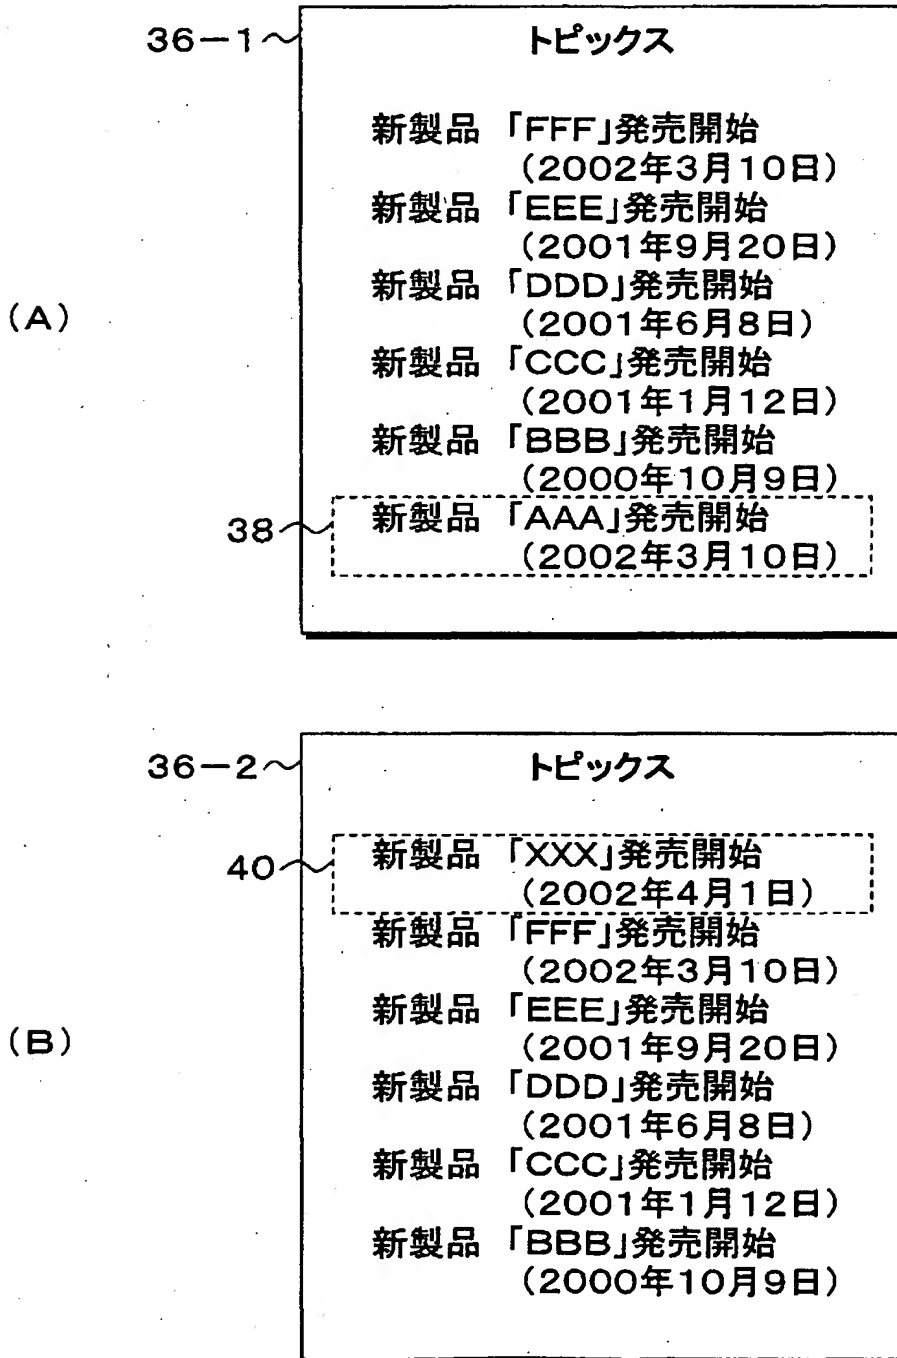 36-1
トピックス
新製品 「FFF」発売開始
(2002年3月10日)
新製品 「EEE」発売開始
(2001年9月20日)
(A)
新製品 「DDD」発売開始
(2001年6月8日)
新製品 「CCC」発売開始
(2001年1月12日)
新製品 「BBB」発売開始
(2000年10月9日)
38
新製品 「AAA」発売開始
(2002年3月10日)
36-2
トピックス
40
新製品 「XXX」発売開始
(2002年4月1日)
新製品 「FFF」発売開始
(2002年3月10日)
新製品 「EEE」発売開始
(2001年9月20日)
(B)
新製品 「DDD」発売開始
(2001年6月8日)
新製品 「CCC」発売開始
(2001年1月12日)
新製品 「BBB」発売開始
(2000年10月9日)